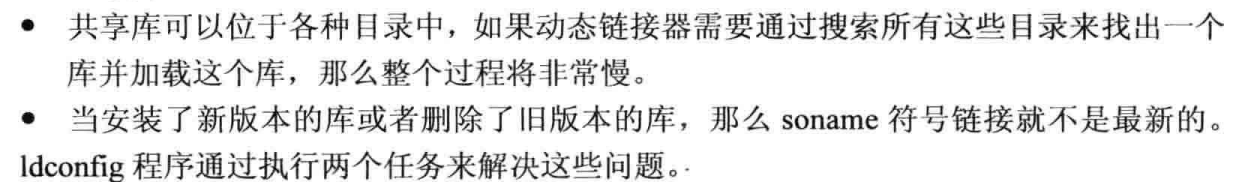 ● 共享库可以位于各种目录中，如果动态链接器需要通过搜索所有这些目录来找出一个
库并加载这个库，那么整个过程将非常慢。
● 当安装了新版本的库或者删除了旧版本的库，那么 soname 符号链接就不是最新的。
ldconfig 程序通过执行两个任务来解决这些问题。